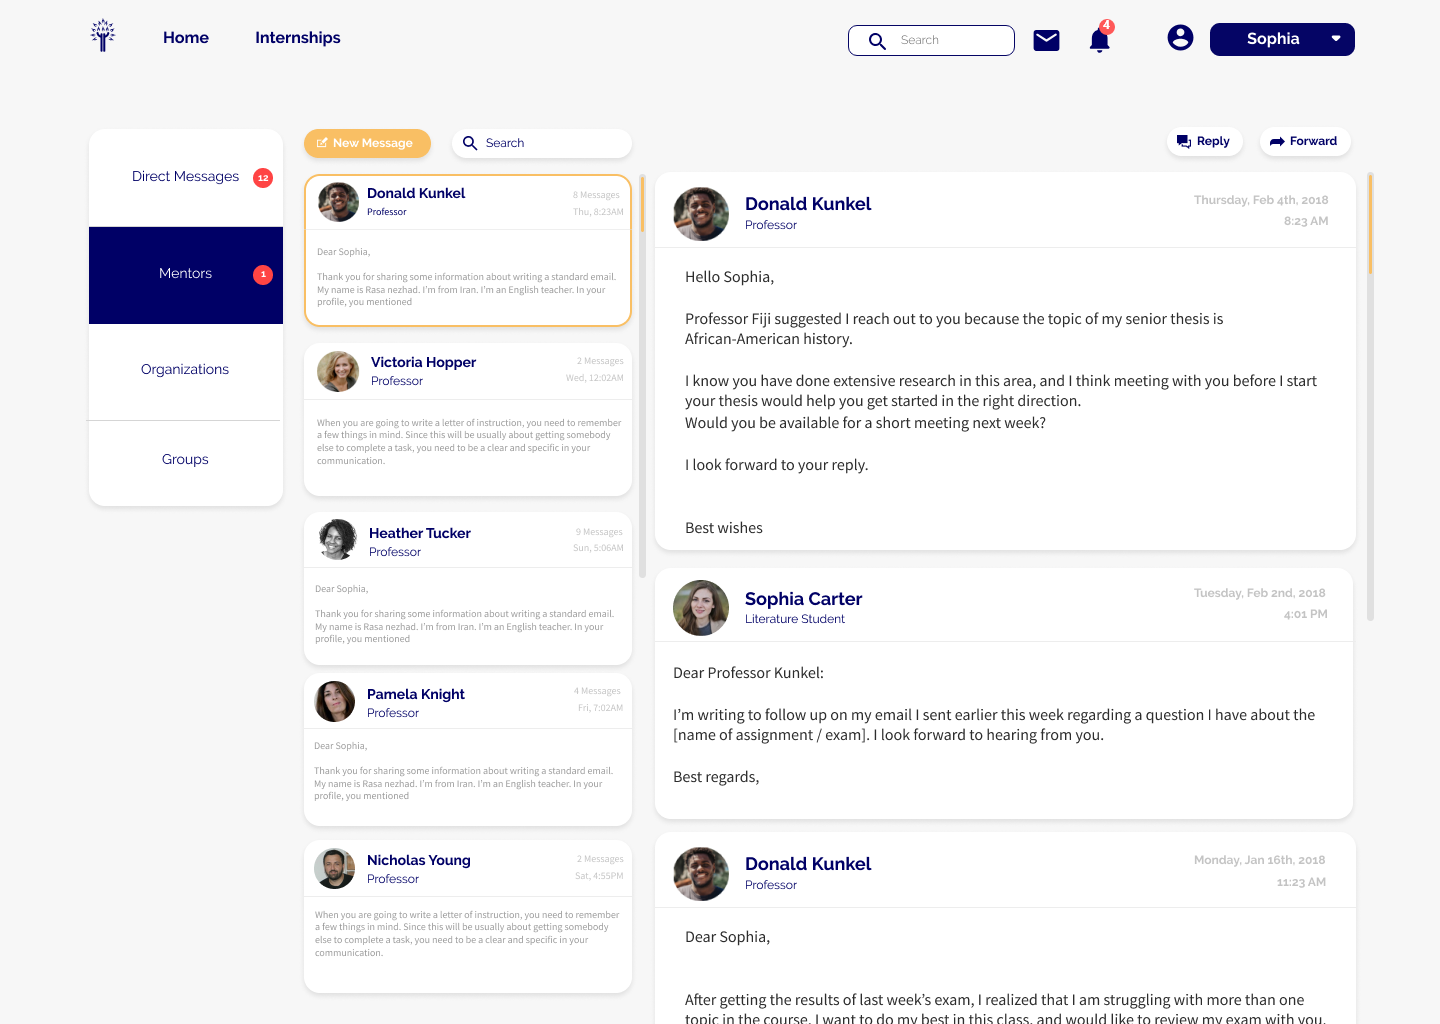 Home
Internships
Search
4
Sophia
Direct Messages
12
Mentors
1
Organizations
Groups
New Message
Search
Donald Kunkel
8 Messages
Professor
Thu, 8:23AM
Dear Sophia,
Thank you for sharing some information about writing a standard email.
My name is Rasa nezhad. I'm from Iran. I'm an English teacher. In your
profile, you mentioned
Victoria Hopper
2 Messages
Professor
Wed, 12:02AM
When you are going to write a letter of instruction, you need to remember
a few things in mind. Since this will be usually about getting somebody
else to complete a task, you need to be a clear and specific in your
communication.
Heather Tucker
9 Messages
Professor
Sun, 5:06AM
Dear Sophia,
Thank you for sharing some information about writing a standard email.
My name is Rasa nezhad. I'm from Iran. I'm an English teacher. In your
profile, you mentioned
Pamela Knight
4 Messages
Professor
Fri, 7:02AM
Dear Sophia,
Thank you for sharing some information about writing a standard email.
My name is Rasa nezhad. I'm from Iran. I'm an English teacher. In your
profile, you mentioned
Nicholas Young
2 Messages
Professor
Sat, 4:55PM
When you are going to write a letter of instruction, you need to remember
a few things in mind. Since this will be usually about getting somebody
else to complete a task, you need to be a clear and specific in your
communication.
Reply
Forward
Donald Kunkel
Thursday, Feb 4th, 2018
Professor
8:23 AM
Hello Sophia,
Professor Fiji suggested I reach out to you because the topic of my senior thesis is
African-American history.
I know you have done extensive research in this area, and I think meeting with you before I start
your thesis would help you get started in the right direction.
Would you be available for a short meeting next week?
I look forward to your reply.
Best wishes
Sophia Carter
Tuesday, Feb 2nd, 2018
Literature Student
4:01 PM
Dear Professor Kunkel:
I'm writing to follow up on my email I sent earlier this week regarding a question I have about the
[name of assignment / exam]. I look forward to hearing from you.
Best regards,
Donald Kunkel
Monday, Jan 16th, 2018
Professor
11:23 AM
Dear Sophia,
After getting the results of last week's exam, I realized that I am struggling with more than one
topic in the course. I want to do my best in this class, and would like to review my exam with you.